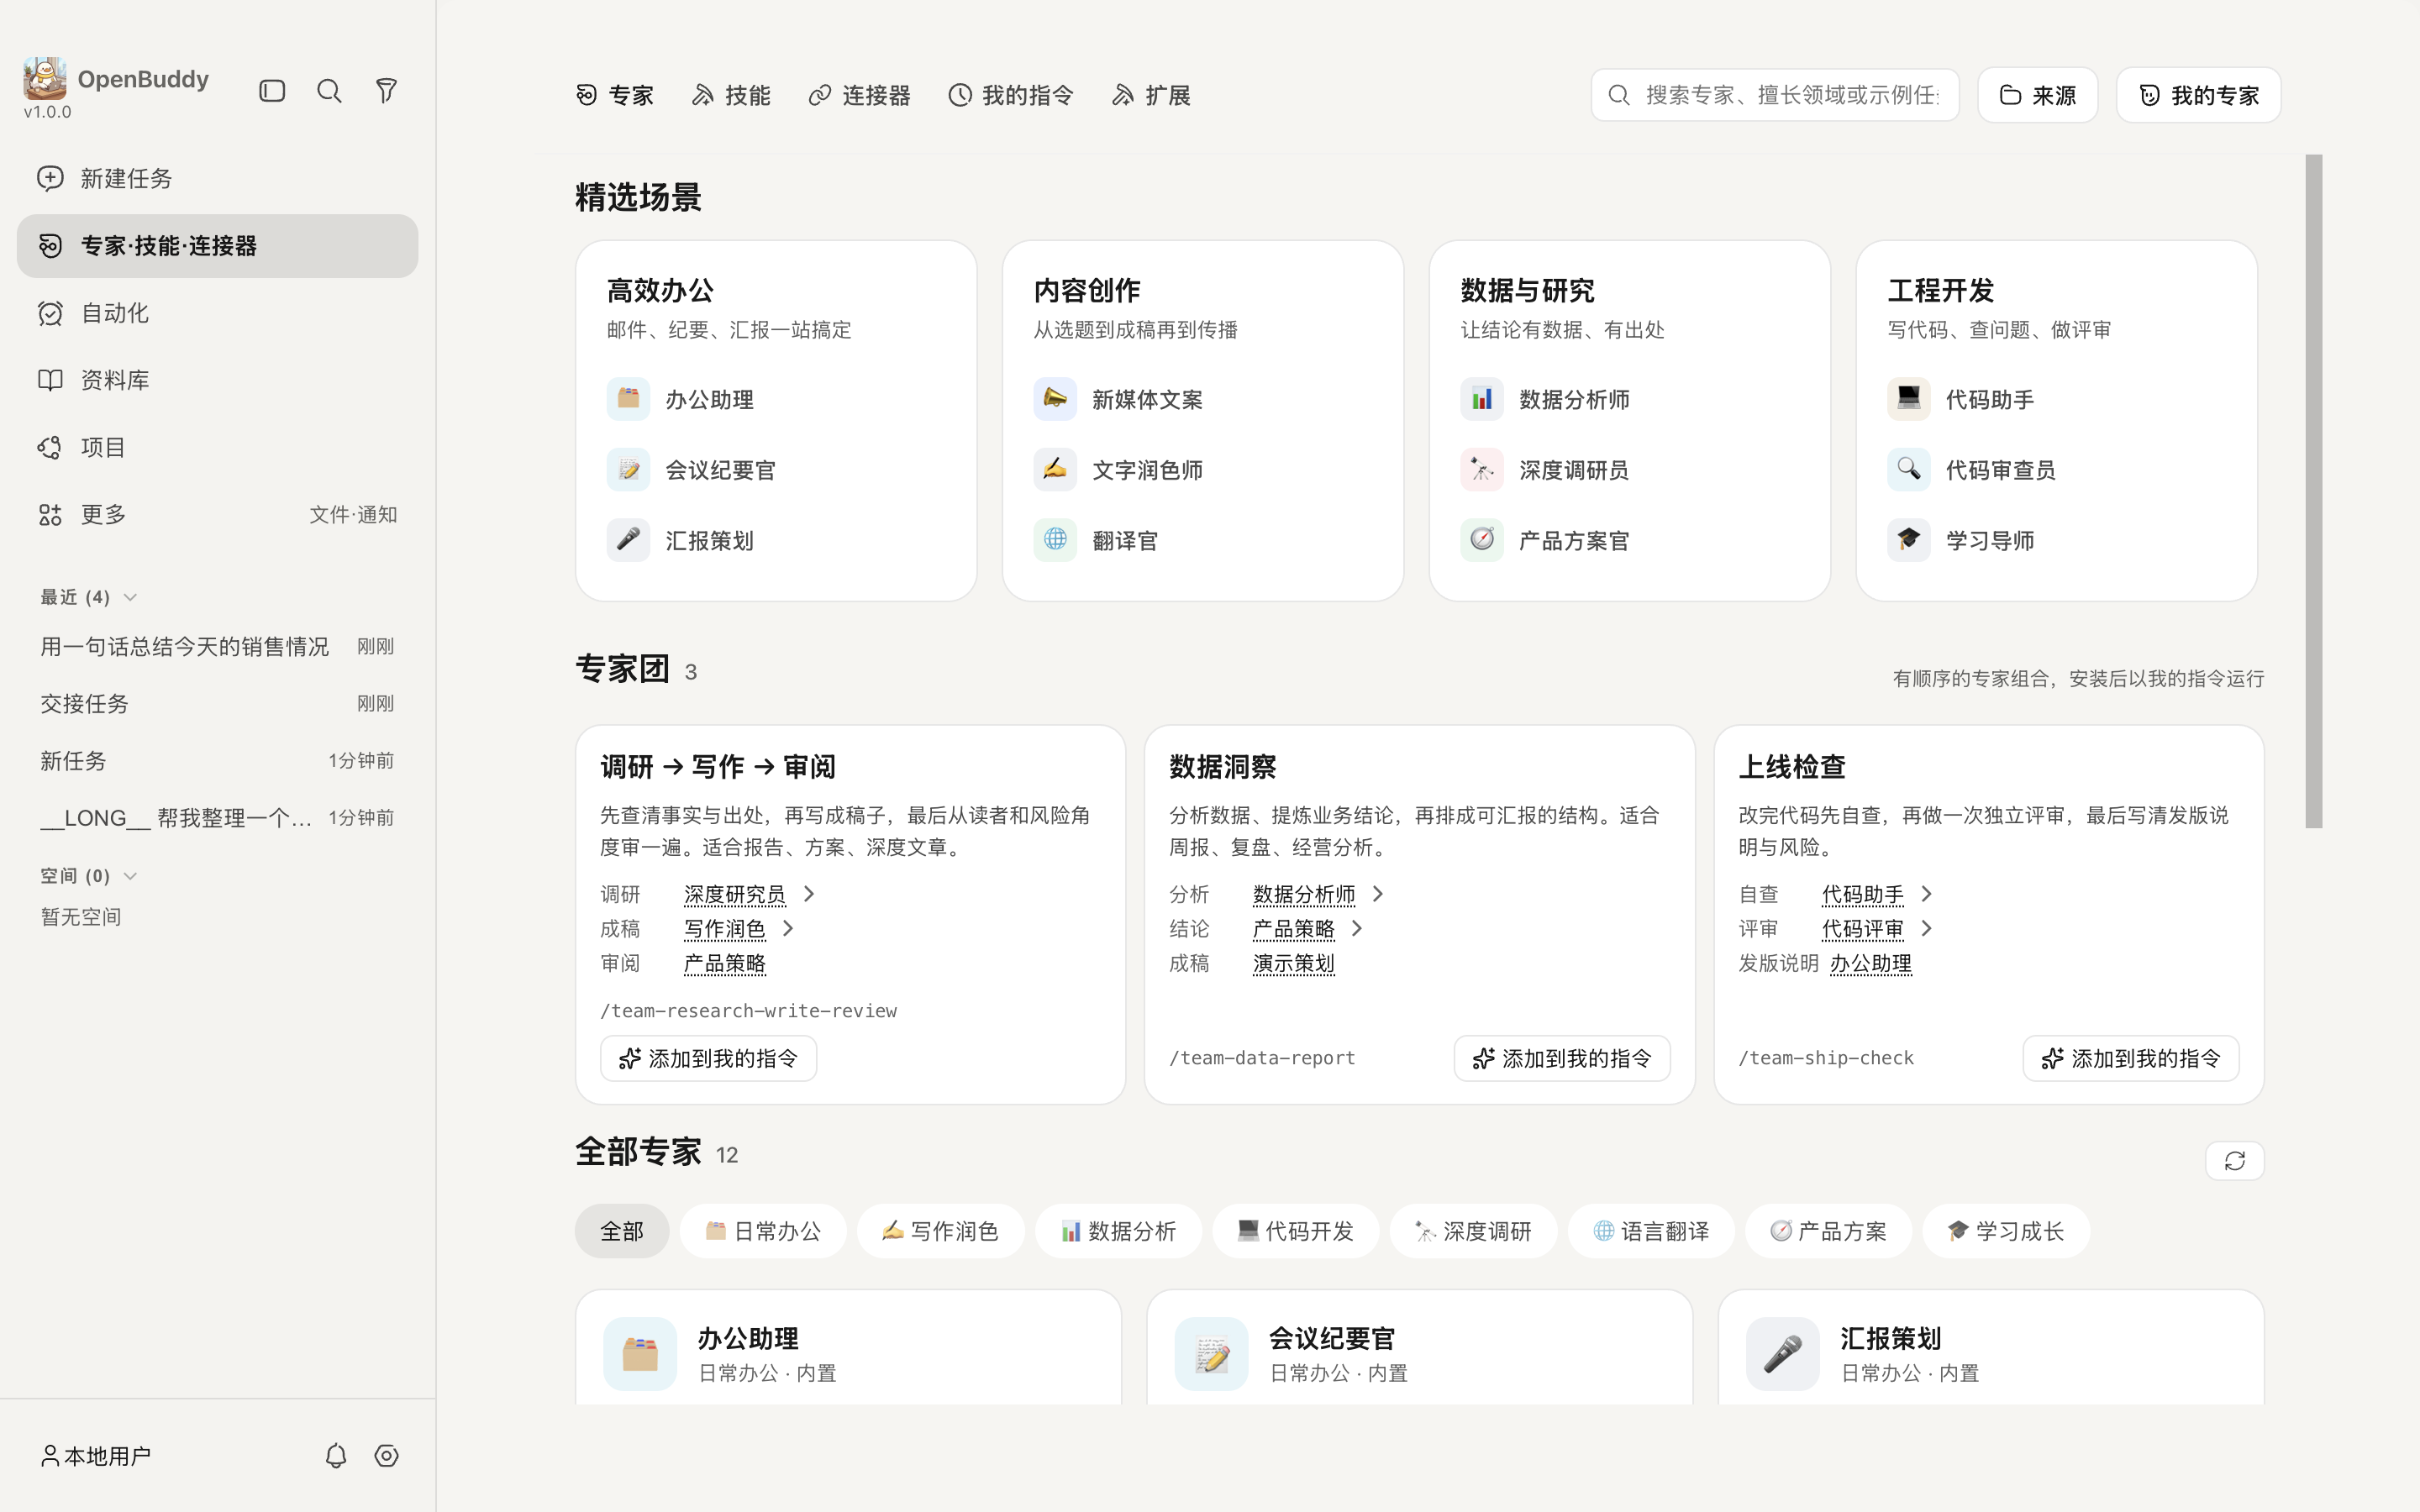 OpenBuddy
v1.0.0
新建任务
专家·技能·连接器
自动化
资料库
项目
更多 文件·通知
最近 (4)
用一句话总结今天的销售情况 刚刚
交接任务 刚刚
新任务 1分钟前
__LONG__ 帮我整理一个… 1分钟前
空间 (0)
暂无空间
本地用户
专家 技能 连接器 我的指令 扩展
搜索专家、擅长领域或示例任 来源 我的专家
精选场景
高效办公
邮件、纪要、汇报一站搞定
办公助理
会议纪要官
汇报策划
内容创作
从选题到成稿再到传播
新媒体文案
文字润色师
翻译官
数据与研究
让结论有数据、有出处
数据分析师
深度调研员
产品方案官
工程开发
写代码、查问题、做评审
代码助手
代码审查员
学习导师
专家团 3
有顺序的专家组合，安装后以我的指令运行
调研 → 写作 → 审阅
先查清事实与出处，再写成稿子，最后从读者和风险角
度审一遍。适合报告、方案、深度文章。
调研 深度研究员
成稿 写作润色
审阅 产品策略
/team-research-write-review
添加到我的指令
数据洞察
分析数据、提炼业务结论，再排成可汇报的结构。适合
周报、复盘、经营分析。
分析 数据分析师
结论 产品策略
成稿 演示策划
/team-data-report 添加到我的指令
上线检查
改完代码先自查，再做一次独立评审，最后写清发版说
明与风险。
自查 代码助手
评审 代码评审
发版说明 办公助理
/team-ship-check 添加到我的指令
全部专家 12
全部 日常办公 写作润色 数据分析 代码开发 深度调研 语言翻译 产品方案 学习成长
办公助理
日常办公 · 内置
会议纪要官
日常办公 · 内置
汇报策划
日常办公 · 内置